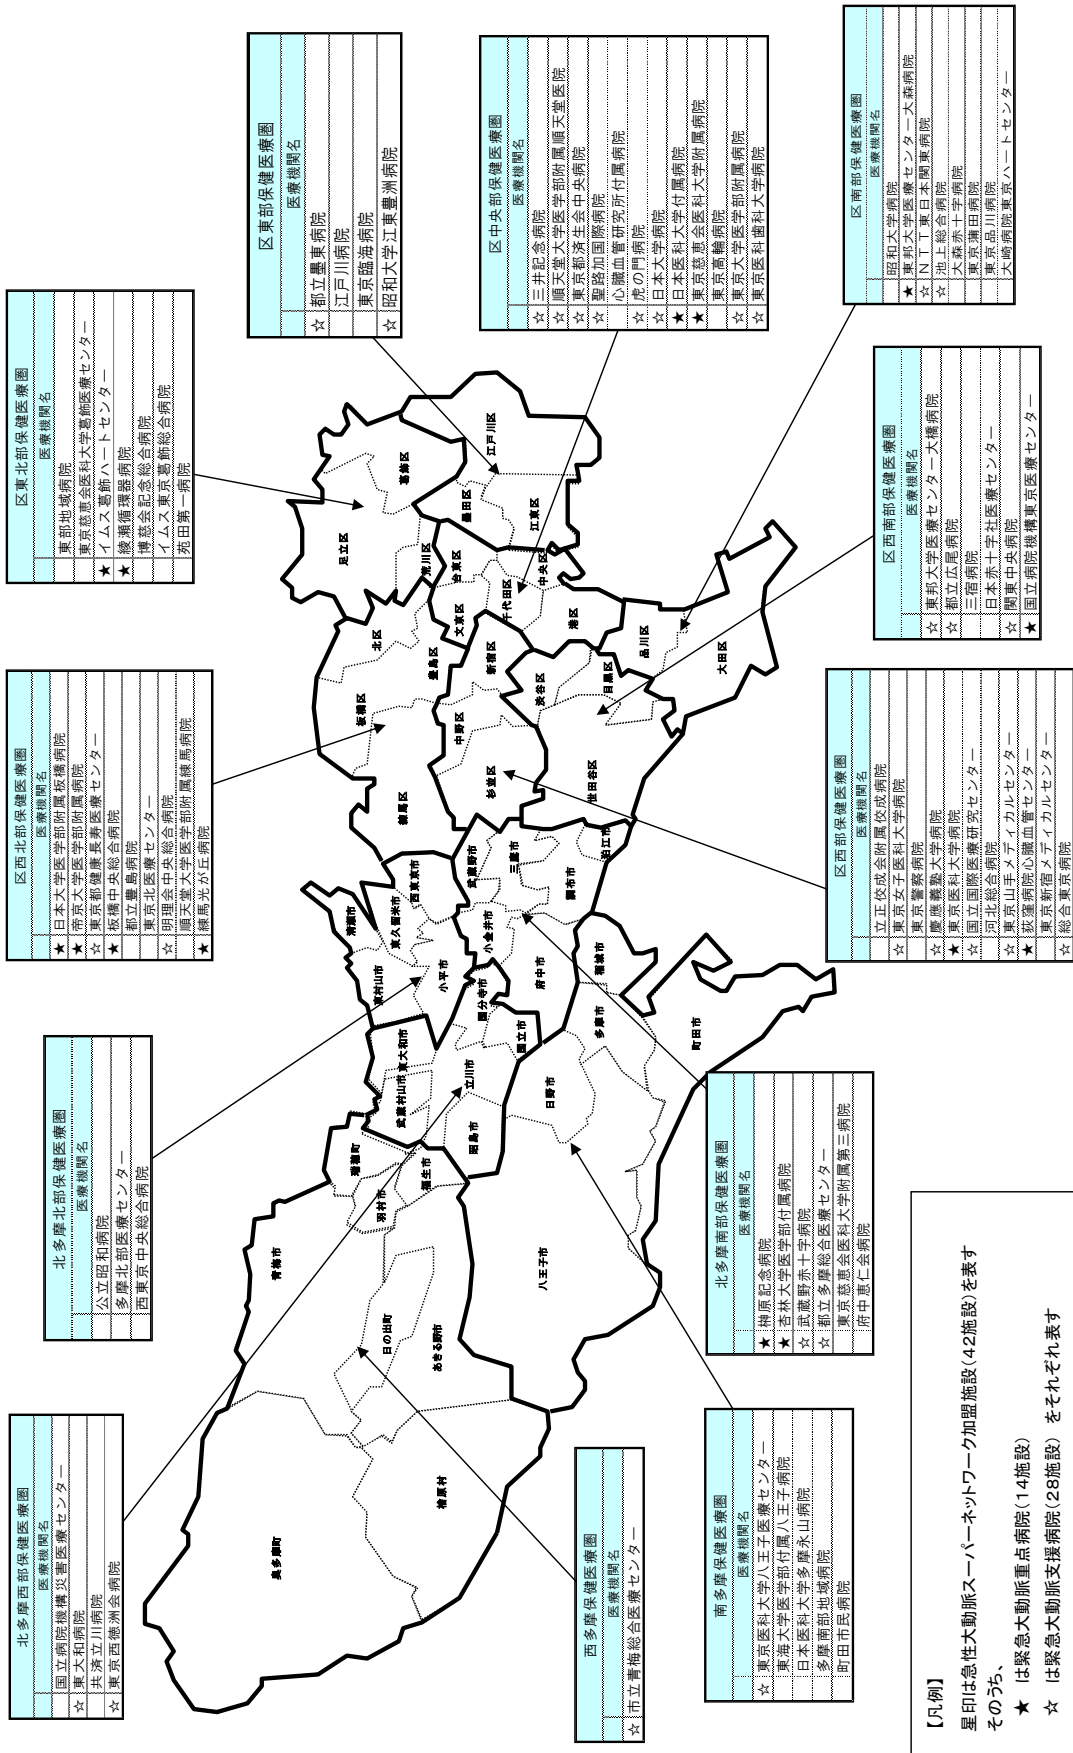 北多摩西部保健医療圏
医療機関名
国立病院機構災害医療センター
☆ 東大和病院
共済立川病院
☆ 東京西徳洲会病院
北多摩北部保健医療圏
医療機関名
公立昭和病院
多摩北部医療センター
西東京中央総合病院
区西北部保健医療圏
医療機関名
★ 日本大学医学部附属板橋病院
★ 帝京大学医学部附属病院
☆ 東京都健康長寿医療センター
★ 板橋中央総合病院
都立豊島病院
東京北医療センター
☆ 明理会中央総合病院
順天堂大学医学部附属練馬病院
★ 練馬光が丘病院
区東北部保健医療圏
医療機関名
東部地域病院
東京慈恵会医科大学葛飾医療センター
★ イムス葛飾ハートセンター
★ 綾瀬循環器病院
博慈会記念総合病院
イムス東京葛飾総合病院
苑田第一病院
区東部保健医療圏
医療機関名
☆ 都立墨東病院
江戸川病院
東京臨海病院
☆ 昭和大学江東豊洲病院
区中央部保健医療圏
医療機関名
☆ 三井記念病院
☆ 順天堂大学医学部附属順天堂医院
☆ 東京都済生会中央病院
☆ 聖路加国際病院
心臓血管研究所付属病院
☆ 虎の門病院
☆ 日本大学病院
★ 日本医科大学付属病院
★ 東京慈恵会医科大学附属病院
東京高輪病院
☆ 東京大学医学部附属病院
☆ 東京医科歯科大学病院
区南部保健医療圏
医療機関名
昭和大学病院
★ 東邦大学医療センター大森病院
☆ NTT東日本関東病院
☆ 池上総合病院
大森赤十字病院
東京蒲田病院
東京品川病院
大崎病院東京ハートセンター
区西南部保健医療圏
医療機関名
☆ 東邦大学医療センター大橋病院
☆ 都立広尾病院
三宿病院
日本赤十字社医療センター
☆ 関東中央病院
★ 国立病院機構東京医療センター
区西部保健医療圏
医療機関名
立正佼成会附属佼成病院
☆ 東京女子医科大学病院
東京警察病院
☆ 慶應義塾大学病院
★ 東京医科大学病院
☆ 国立国際医療研究センター
河北総合病院
☆ 東京山手メディカルセンター
★ 荻窪病院心臓血管センター
東京新宿メディカルセンター
☆ 総合東京病院
北多摩南部保健医療圏
医療機関名
★ 榊原記念病院
★ 杏林大学医学部付属病院
☆ 武蔵野赤十字病院
☆ 都立多摩総合医療センター
東京慈恵会医科大学附属第三病院
府中恵仁会病院
南多摩保健医療圏
医療機関名
☆ 東京医科大学八王子医療センター
東海大学医学部付属八王子病院
日本医科大学多摩永山病院
多摩南部地域病院
町田市民病院
西多摩保健医療圏
医療機関名
☆ 市立青梅総合医療センター
奥多摩町
檜原村
青梅市
日の出町
あきる野市
瑞穂町
羽村市
福生市
八王子市
武蔵村山市
東大和市
立川市
昭島市
国分寺市
国立市
日野市
多摩市
稲城市
町田市
清瀬市
東村山市
東久留米市
西東京市
小平市
小金井市
武蔵野市
三鷹市
調布市
狛江市
府中市
練馬区
板橋区
北区
豊島区
中野区
杉並区
新宿区
渋谷区
世田谷区
目黒区
品川区
大田区
港区
中央区
千代田区
文京区
台東区
荒川区
足立区
葛飾区
墨田区
江東区
江戸川区
【凡例】
星印は急性大動脈スーパーネットワーク加盟施設(42施設)を表す
そのうち、
★ は緊急大動脈重点病院(14施設)
☆ は緊急大動脈支援病院(28施設) をそれぞれ表す